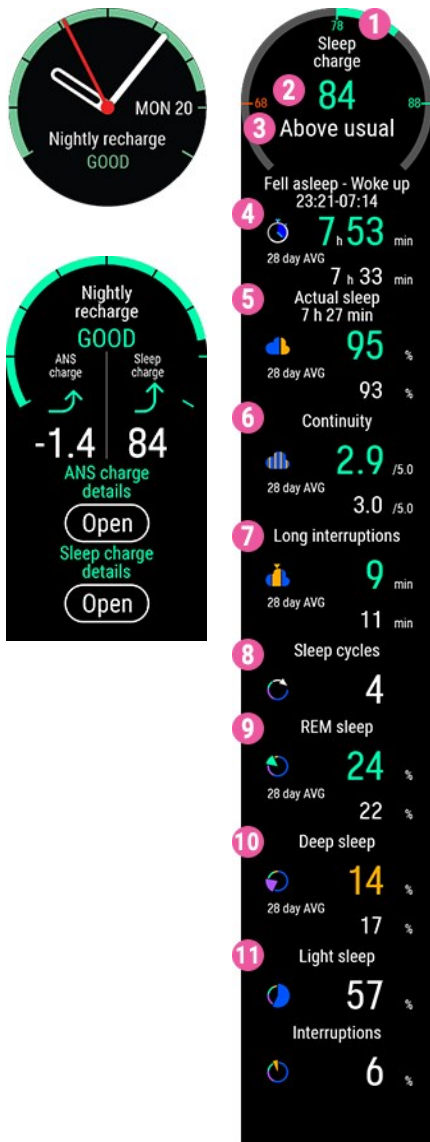 MON 20
Nightly recharge
GOOD
Nightly
recharge
GOOD
ANS
charge
Sleep
charge
-1.4
84
ANS charge
details
Open
Sleep charge
details
Open
1
78
Sleep
charge
68
2
84
88
3
Above usual
Fell asleep - Woke up
23:21-07:14
4
7 h 53 min
28 day AVG
7 h 33 min
5
Actual sleep
7 h 27 min
95 %
28 day AVG
93 %
6
Continuity
2.9 /5.0
28 day AVG
3.0 /5.0
7
Long interruptions
9 min
28 day AVG
11 min
8
Sleep cycles
4
9
REM sleep
24 %
28 day AVG
22 %
10
Deep sleep
14 %
28 day AVG
17 %
11
Light sleep
57 %
Interruptions
6 %